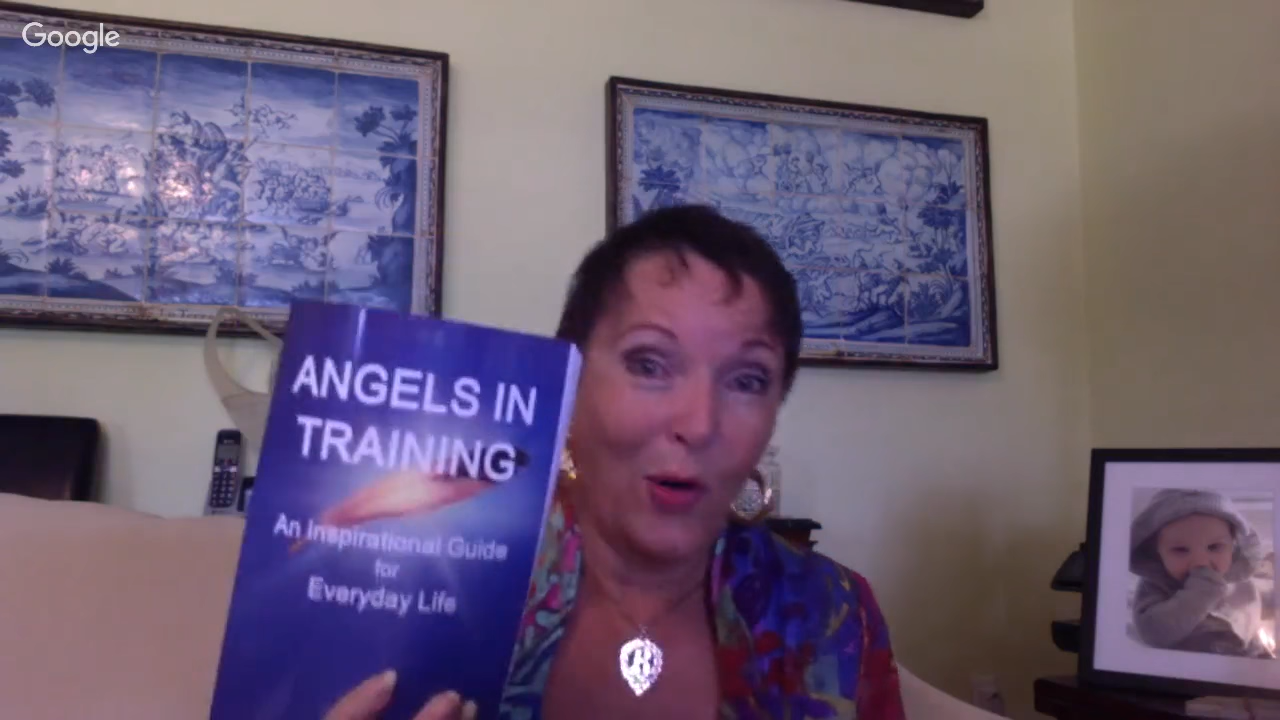 Google
ANGELS IN
TRAINING
An Inspirational Guide
for
Everyday Life